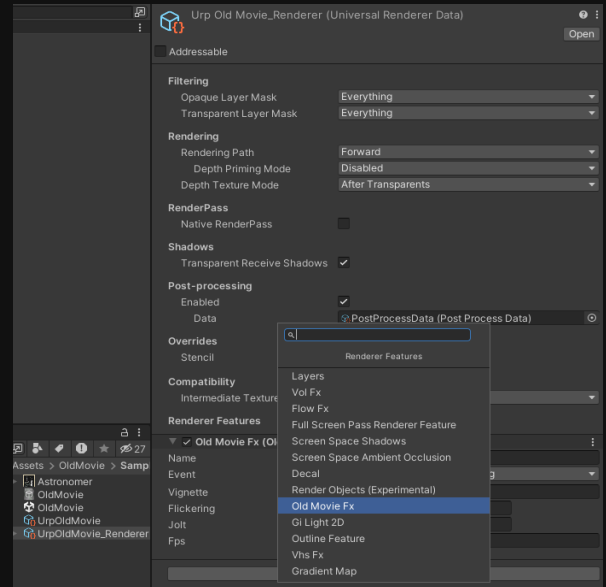 Urp Old Movie_Renderer (Universal Renderer Data)
Open
Addressable
Filtering
Opaque Layer Mask Everything
Transparent Layer Mask Everything
Rendering
Rendering Path Forward
Depth Priming Mode Disabled
Depth Texture Mode After Transparents
RenderPass
Native RenderPass
Shadows
Transparent Receive Shadows
Post-processing
Enabled
Data PostProcessData (Post Process Data)
Overrides
Stencil
Compatibility
Intermediate Texture
Renderer Features
Old Movie Fx (Ol
Name
Event g
Vignette
Flickering
Jolt
Fps
Renderer Features
Layers
Vol Fx
Flow Fx
Full Screen Pass Renderer Feature
Screen Space Shadows
Screen Space Ambient Occlusion
Decal
Render Objects (Experimental)
Old Movie Fx
Gi Light 2D
Outline Feature
Vhs Fx
Gradient Map
27
Assets > OldMovie > Samp
Astronomer
OldMovie
OldMovie
UrpOldMovie
UrpOldMovie_Renderer